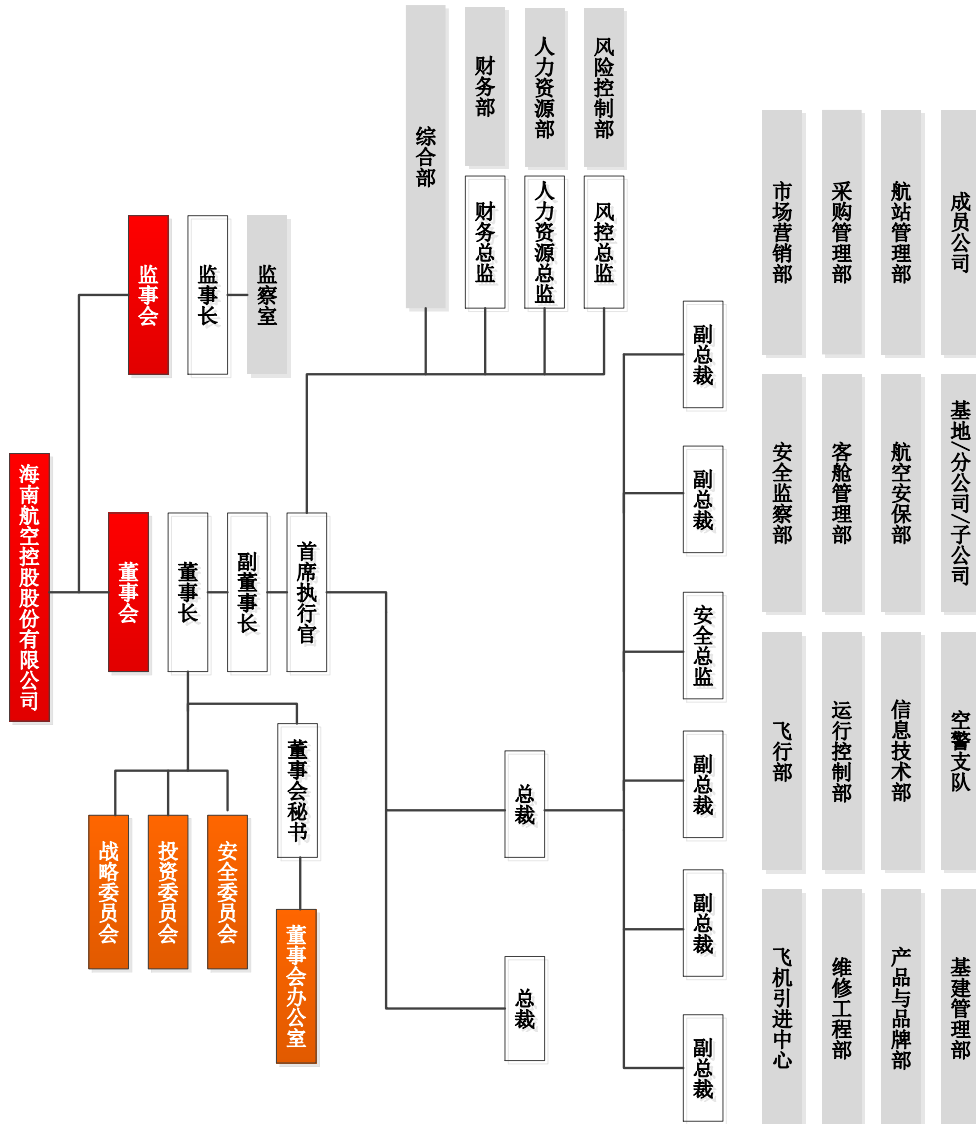 海南航空控股股份有限公司
监事会
监事长
监察室
董事会
董事长
副董事长
首席执行官
战略委员会
投资委员会
安全委员会
董事会秘书
董事会办公室
综合部
财务部
人力资源部
风险控制部
财务总监
人力资源总监
风控总监
总裁
总裁
副总裁
副总裁
安全总监
副总裁
副总裁
副总裁
市场营销部
采购管理部
航站管理部
成员公司
安全监察部
客舱管理部
航空安保部
基地/分公司/子公司
飞行部
运行控制部
信息技术部
空警支队
飞机引进中心
维修工程部
产品与品牌部
基建管理部